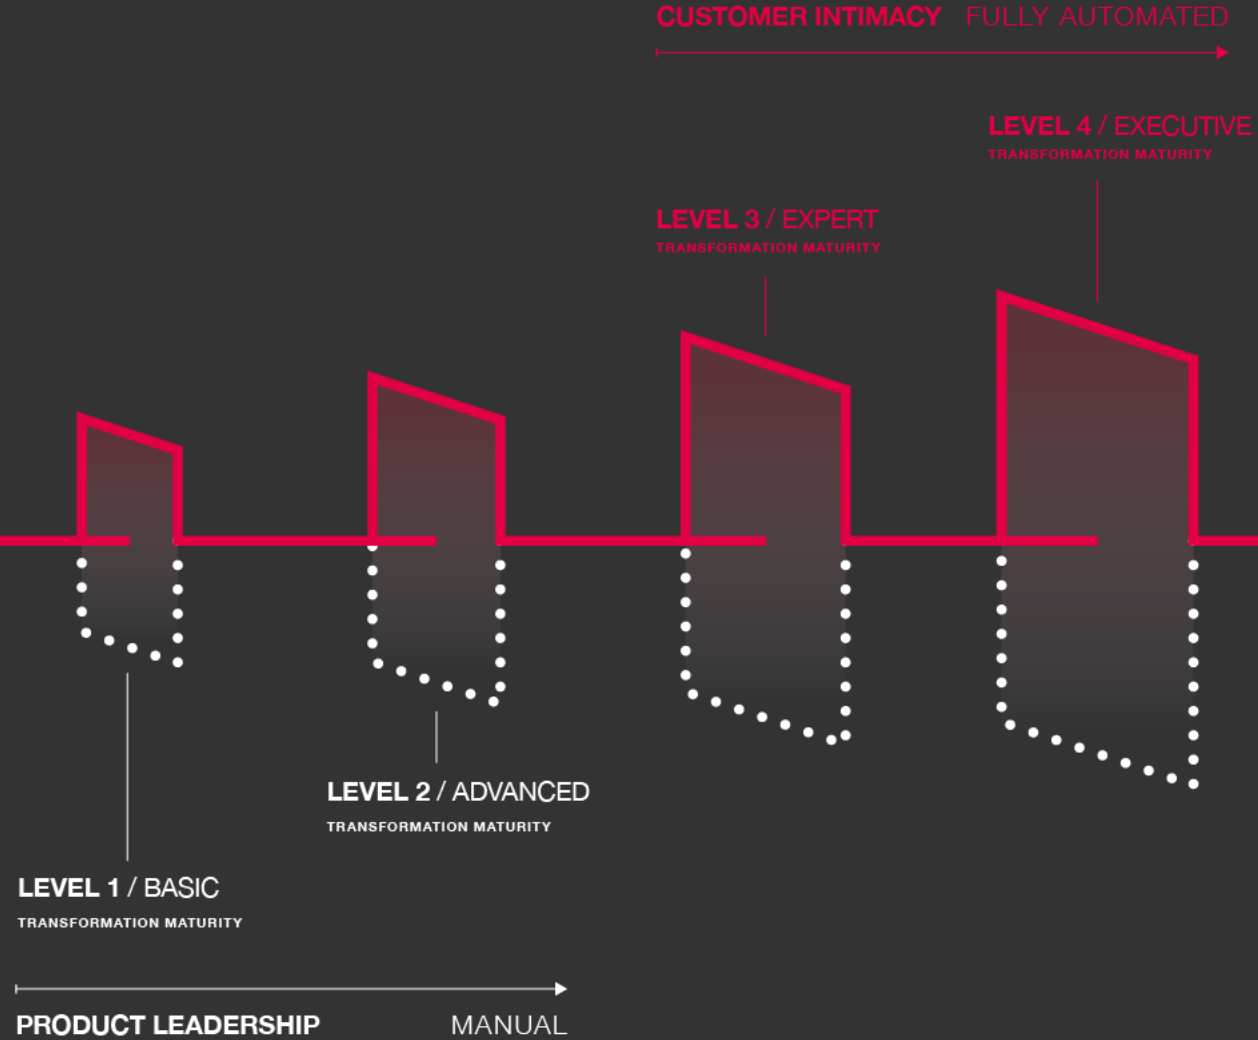 CUSTOMER INTIMACY FULLY AUTOMATED
LEVEL 4 / EXECUTIVE
TRANSFORMATION MATURITY
LEVEL 3 / EXPERT
TRANSFORMATION MATURITY
LEVEL 2 / ADVANCED
TRANSFORMATION MATURITY
LEVEL 1 / BASIC
TRANSFORMATION MATURITY
PRODUCT LEADERSHIP MANUAL